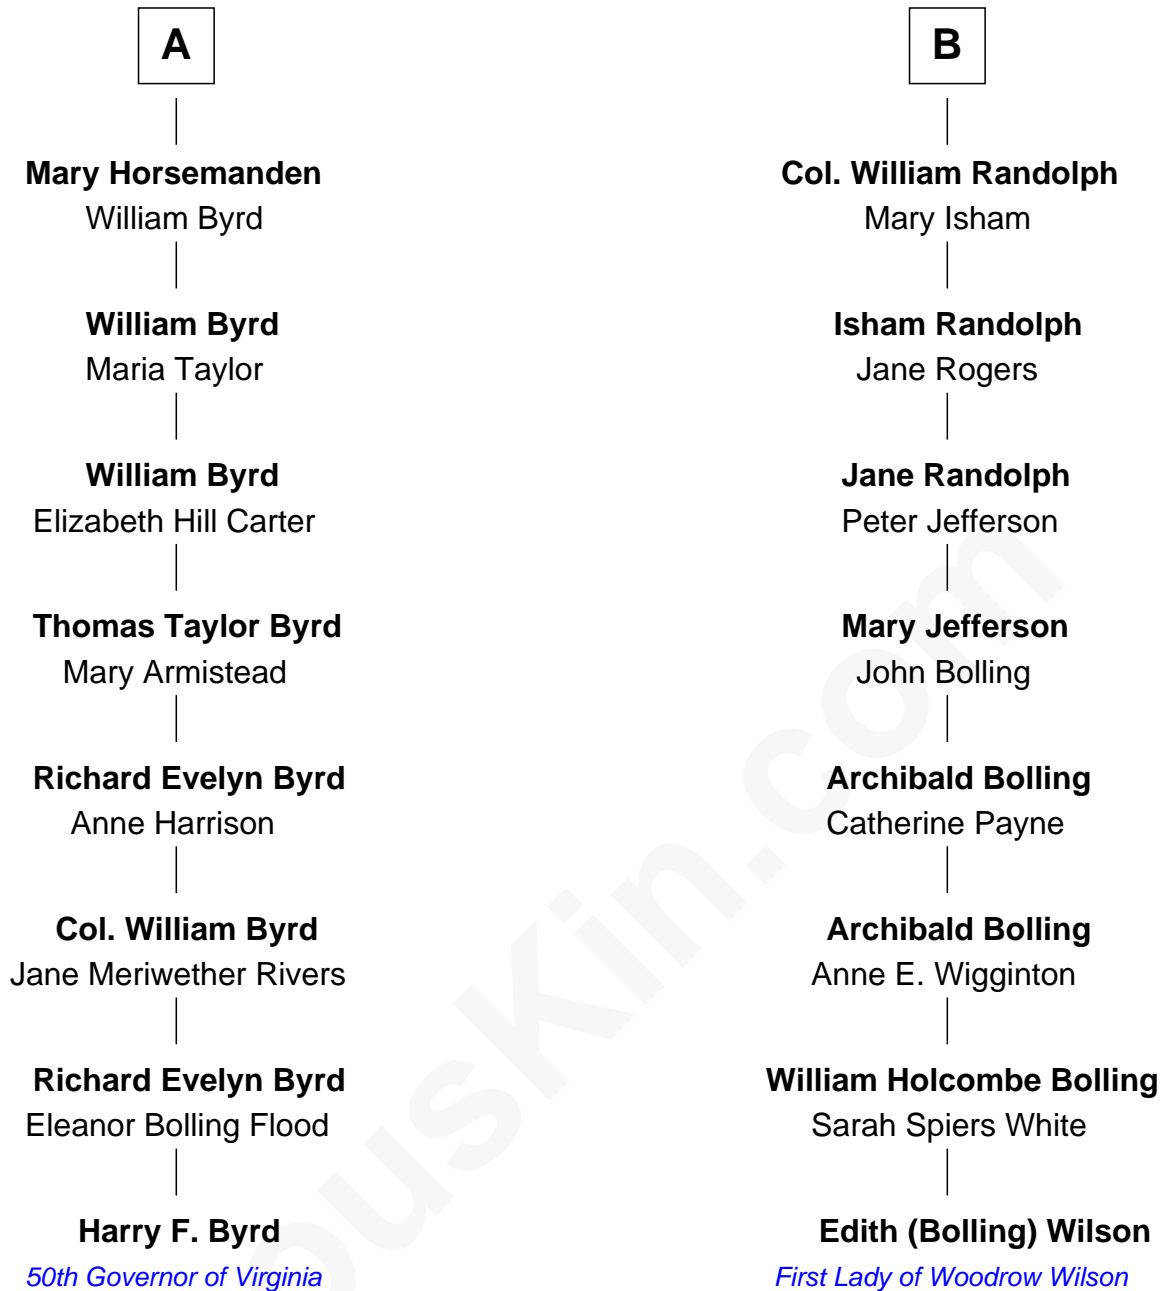 A
Mary Horsemanden
William Byrd
William Byrd
Maria Taylor
William Byrd
Elizabeth Hill Carter
Thomas Taylor Byrd
Mary Armistead
Richard Evelyn Byrd
Anne Harrison
Col. William Byrd
Jane Meriwether Rivers
Richard Evelyn Byrd
Eleanor Bolling Flood
Harry F. Byrd
50th Governor of Virginia
B
Col. William Randolph
Mary Isham
Isham Randolph
Jane Rogers
Jane Randolph
Peter Jefferson
Mary Jefferson
John Bolling
Archibald Bolling
Catherine Payne
Archibald Bolling
Anne E. Wigginton
William Holcombe Bolling
Sarah Spiers White
Edith (Bolling) Wilson
First Lady of Woodrow Wilson
ousKin.com